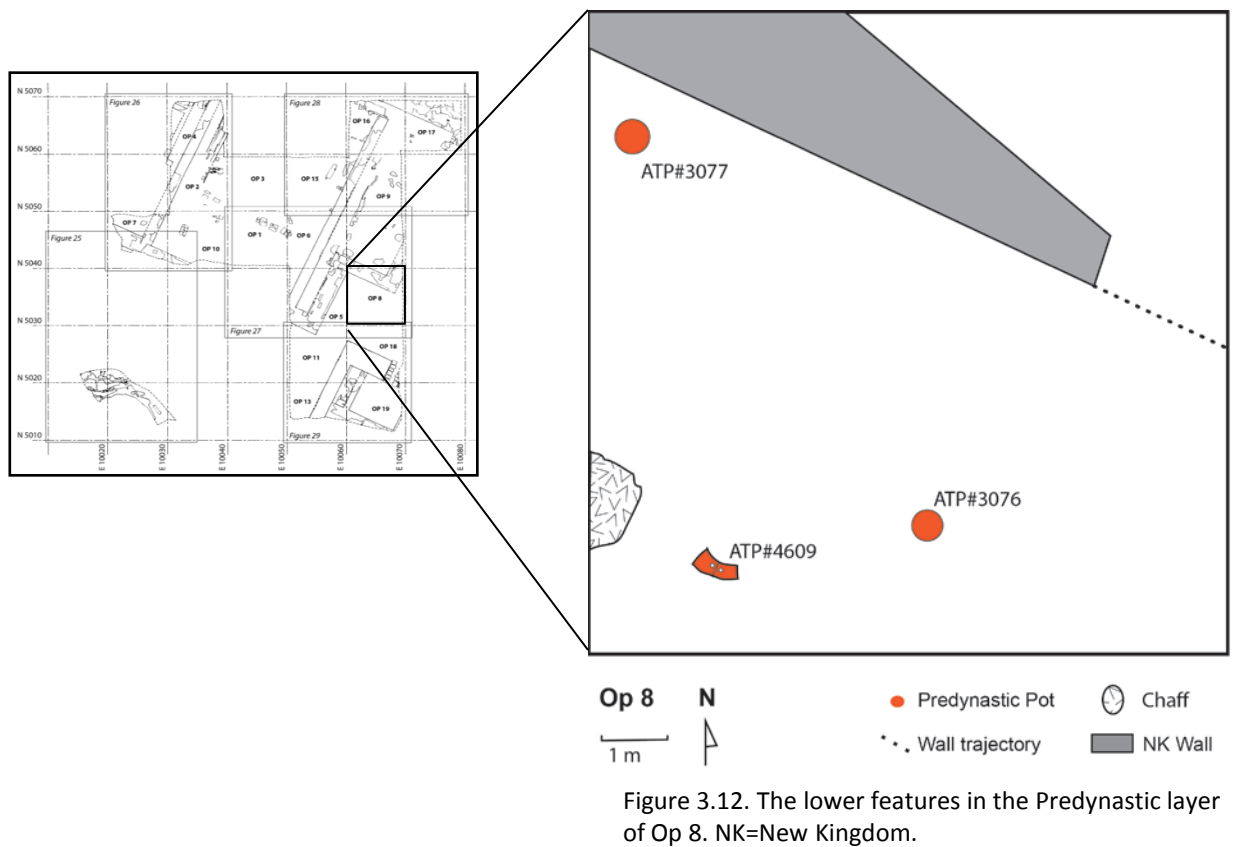 N 5070
N 5060
N 5050
N 5040
N 5030
N 5020
N 5010
E 10020
E 10030
E 10040
E 10050
E 10060
E 10070
E 10080
Figure 26
Figure 28
OP 4
OP 16
OP 17
OP 2
OP 3
OP 15
OP 9
OP 7
OP 1
OP 6
Figure 25
OP 10
OP 8
OP 5
Figure 27
OP 11
OP 18
OP 13
OP 19
Figure 29
ATP#3077
ATP#3076
ATP#4609
Op 8
N
1 m
Predynastic Pot
Chaff
Wall trajectory
NK Wall
Figure 3.12. The lower features in the Predynastic layer
of Op 8. NK=New Kingdom.